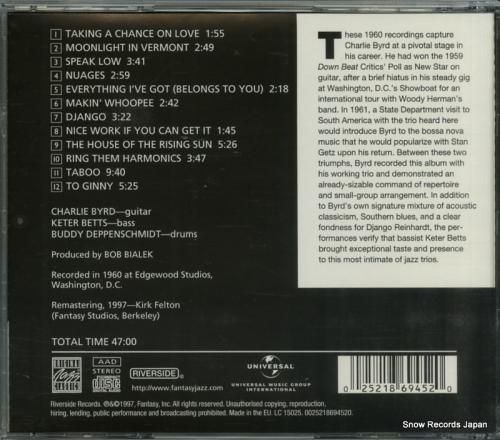 1 TAKING A CHANCE ON LOVE 1:55
2 MOONLIGHT IN VERMONT 2:49
3 SPEAK LOW 3:41
4 NUAGES 2:59
5 EVERYTHING I'VE GOT (BELONGS TO YOU) 2:18
6 MAKIN' WHOOPEE 2:42
7 DJANGO 3:22
8 NICE WORK IF YOU CAN GET IT 1:45
9 THE HOUSE OF THE RISING SUN 5:26
10 RING THEM HARMONICS 3:47
11 TABOO 9:40
12 TO GINNY 5:25
CHARLIE BYRD—guitar
KETER BETTS—bass
BUDDY DEPPENSCHMIDT—drums
Produced by BOB BIALEK
Recorded in 1960 at Edgewood Studios,
Washington, D.C.
Remastering, 1997—Kirk Felton
(Fantasy Studios, Berkeley)
TOTAL TIME 47:00
These 1960 recordings capture
Charlie Byrd at a pivotal stage in
his career. He had won the 1959
Down Beat Critics' Poll as New Star on
guitar, after a brief hiatus in his steady gig
at Washington, D.C.'s Showboat for an
international tour with Woody Herman's
band. In 1961, a State Department visit to
South America with the trio heard here
would introduce Byrd to the bossa nova
music that he would popularize with Stan
Getz upon his return. Between these two
triumphs, Byrd recorded this album with
his working trio and demonstrated an
already-sizable command of repertoire
and small-group arrangement. In addition
to Byrd's own signature mixture of acoustic
classicism, Southern blues, and a clear
fondness for Django Reinhardt, the per-
formances verify that bassist Keter Betts
brought exceptional taste and presence
to this most intimate of jazz trios.
ORIGINAL
Jazz
CLASSICS
AAD
STEREO
COMPACT
disc
DIGITAL AUDIO
RIVERSIDE
http://www.fantasyjazz.com
UNIVERSAL
UNIVERSAL MUSIC GROUP
INTERNATIONAL
0 25218 69452 0
Riverside Records. ℗©1997, Fantasy, Inc. All rights reserved. Unauthorised copying, reproduction,
hiring, lending, public performance and broadcasting prohibited. Made in the EU. LC 15025. 0025218694520.
Snow Records Japan